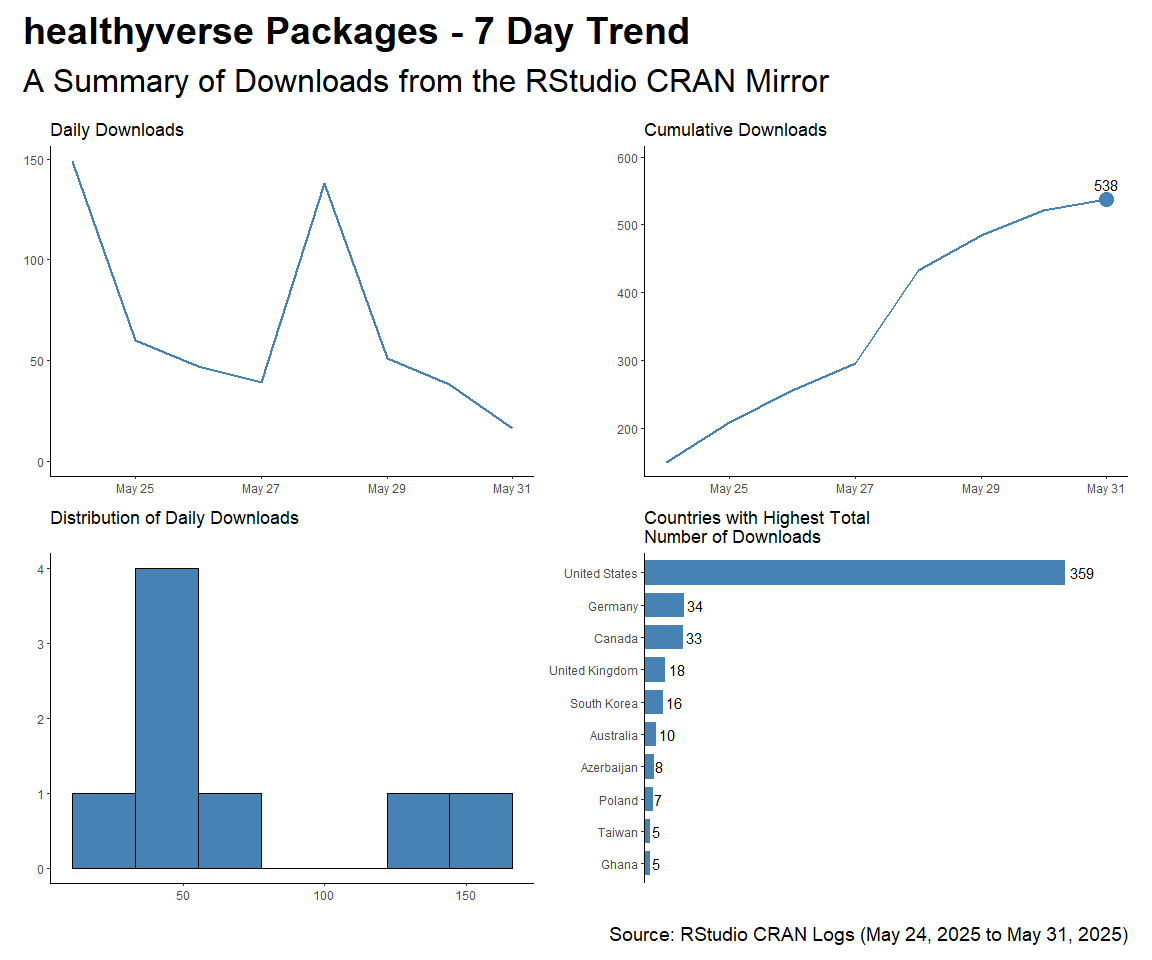 healthyverse Packages - 7 Day Trend
A Summary of Downloads from the RStudio CRAN Mirror
Daily Downloads
150
100
50
0
May 25 May 27 May 29 May 31
Cumulative Downloads
600
500
400
300
200
538
May 25 May 27 May 29 May 31
Distribution of Daily Downloads
4
3
2
1
0
50 100 150
Countries with Highest Total
Number of Downloads
United States 359
Germany 34
Canada 33
United Kingdom 18
South Korea 16
Australia 10
Azerbaijan 8
Poland 7
Taiwan 5
Ghana 5
Source: RStudio CRAN Logs (May 24, 2025 to May 31, 2025)